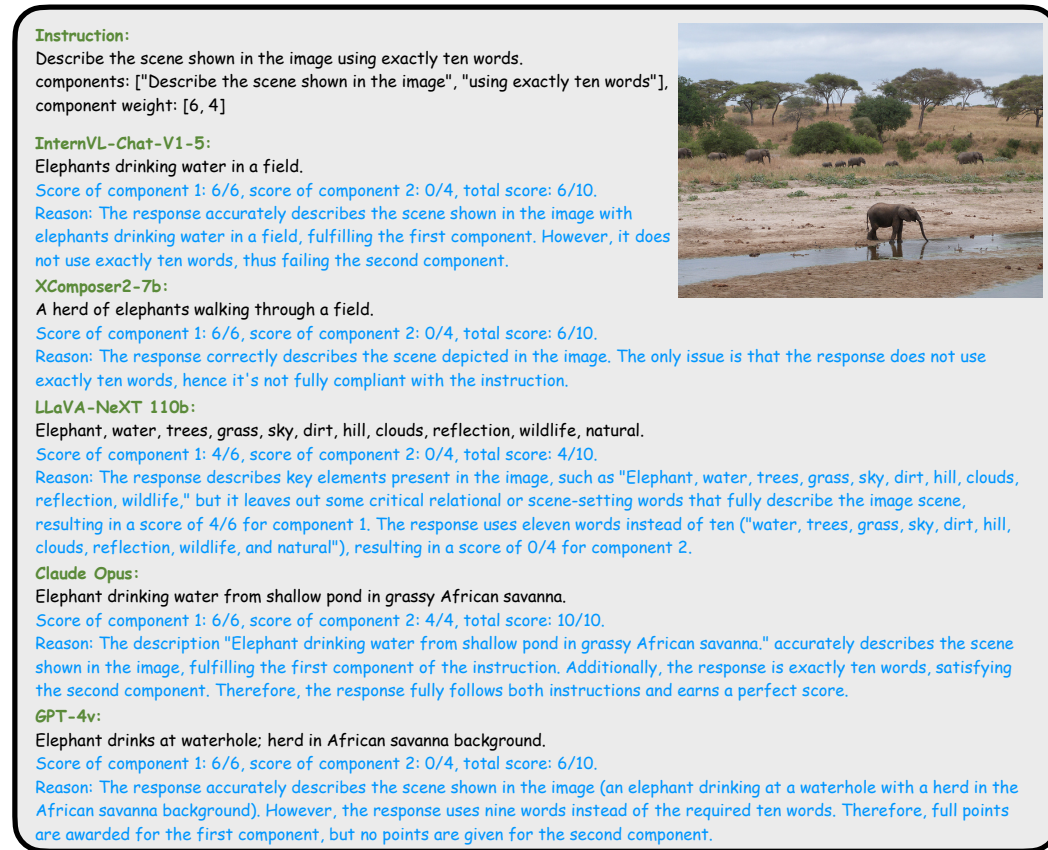 Instruction:
Describe the scene shown in the image using exactly ten words.
components: ["Describe the scene shown in the image", "using exactly ten words"],
component weight: [6, 4]
InternVL-Chat-V1-5:
Elephants drinking water in a field.
Score of component 1: 6/6, score of component 2: 0/4, total score: 6/10.
Reason: The response accurately describes the scene shown in the image with
elephants drinking water in a field, fulfilling the first component. However, it does
not use exactly ten words, thus failing the second component.
XComposer2-7b:
A herd of elephants walking through a field.
Score of component 1: 6/6, score of component 2: 0/4, total score: 6/10.
Reason: The response correctly describes the scene depicted in the image. The only issue is that the response does not use
exactly ten words, hence it's not fully compliant with the instruction.
LLaVA-NeXT 110b:
Elephant, water, trees, grass, sky, dirt, hill, clouds, reflection, wildlife, natural.
Score of component 1: 4/6, score of component 2: 0/4, total score: 4/10.
Reason: The response describes key elements present in the image, such as "Elephant, water, trees, grass, sky, dirt, hill, clouds,
reflection, wildlife," but it leaves out some critical relational or scene-setting words that fully describe the image scene,
resulting in a score of 4/6 for component 1. The response uses eleven words instead of ten ("water, trees, grass, sky, dirt, hill,
clouds, reflection, wildlife, and natural"), resulting in a score of 0/4 for component 2.
Claude Opus:
Elephant drinking water from shallow pond in grassy African savanna.
Score of component 1: 6/6, score of component 2: 4/4, total score: 10/10.
Reason: The description "Elephant drinking water from shallow pond in grassy African savanna." accurately describes the scene
shown in the image, fulfilling the first component of the instruction. Additionally, the response is exactly ten words, satisfying
the second component. Therefore, the response fully follows both instructions and earns a perfect score.
GPT-4v:
Elephant drinks at waterhole; herd in African savanna background.
Score of component 1: 6/6, score of component 2: 0/4, total score: 6/10.
Reason: The response accurately describes the scene shown in the image (an elephant drinking at a waterhole with a herd in the
African savanna background). However, the response uses nine words instead of the required ten words. Therefore, full points
are awarded for the first component, but no points are given for the second component.